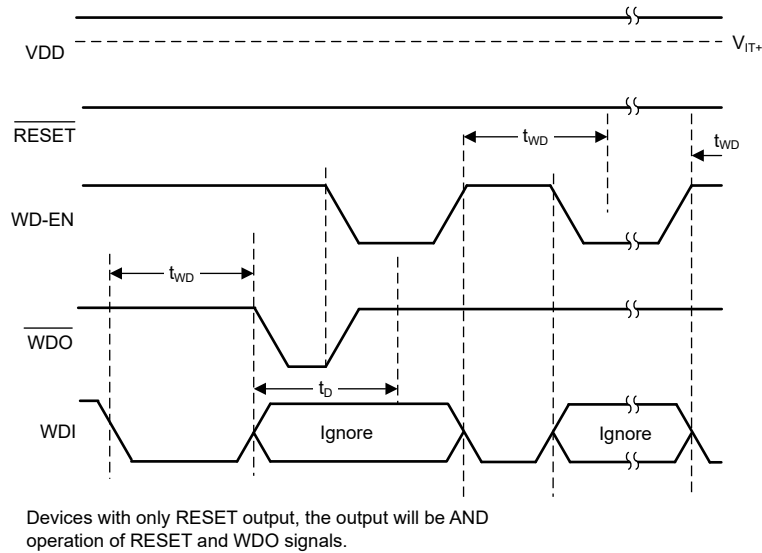 VDD
V_IT+
RESET
t_WD
t_WD
WD-EN
t_WD
WDO
t_D
WDI
Ignore
Ignore
Devices with only RESET output, the output will be AND
operation of RESET and WDO signals.